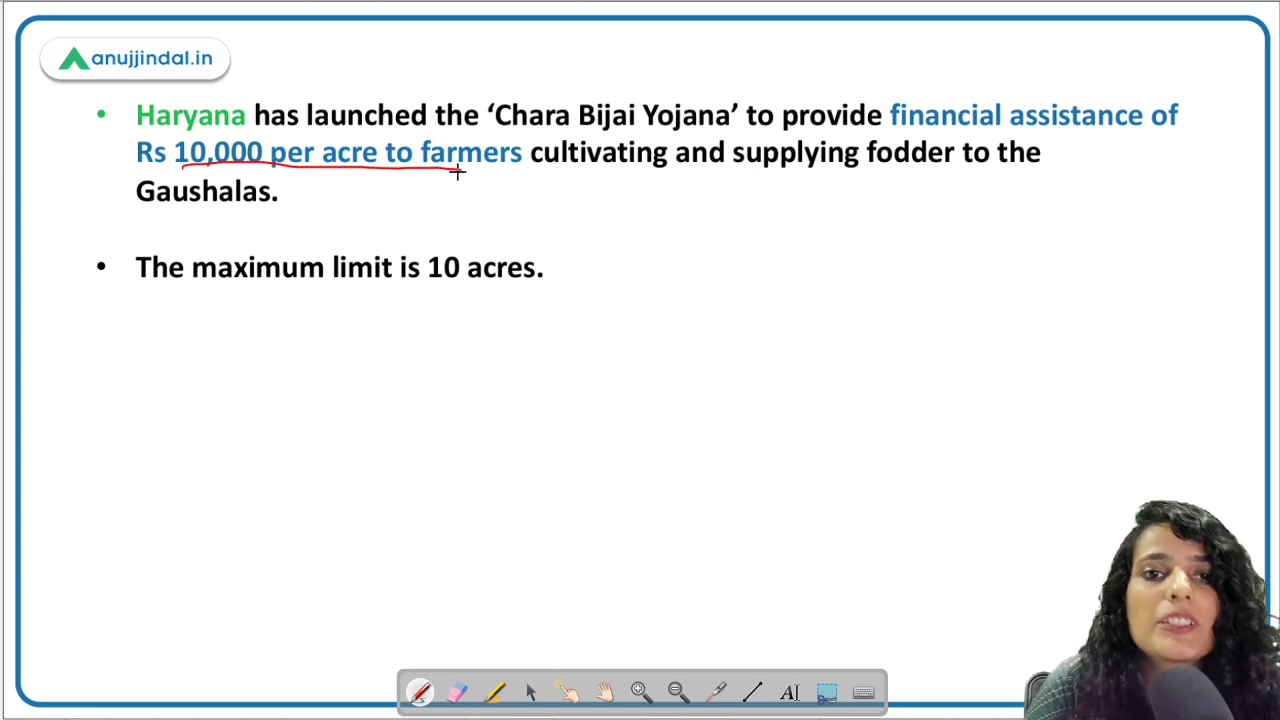 anujjindal.in
• Haryana has launched the ‘Chara Bijai Yojana’ to provide financial assistance of
Rs 10,000 per acre to farmers cultivating and supplying fodder to the
Gaushalas.
• The maximum limit is 10 acres.
AI